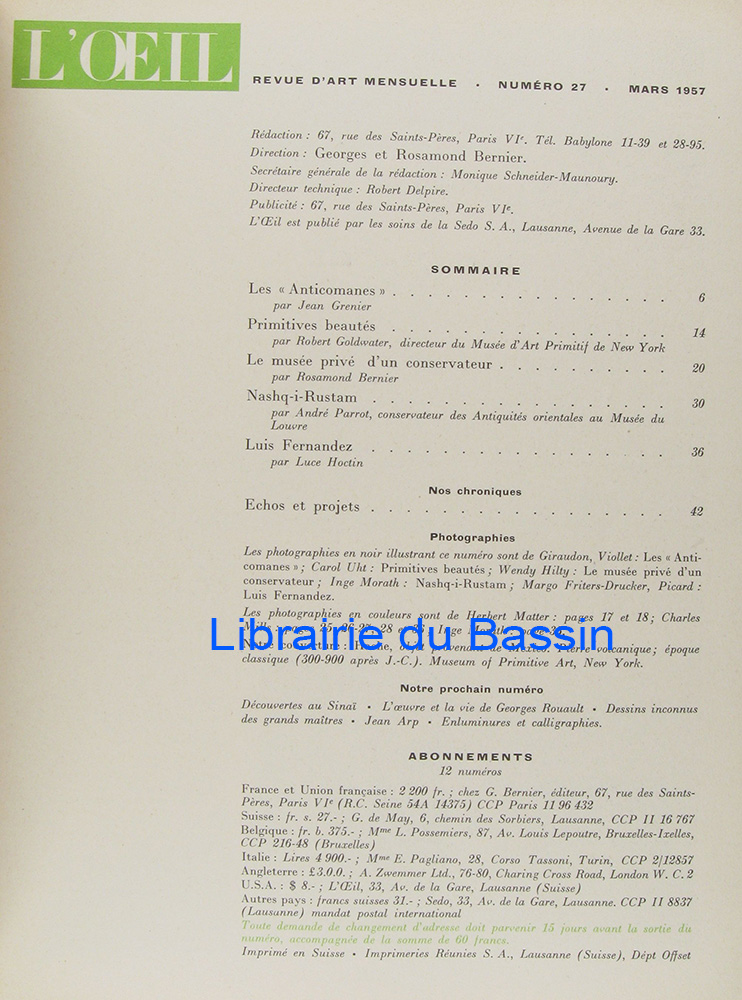 L'ŒIL
REVUE D'ART MENSUELLE • NUMÉRO 27 • MARS 1957
Rédaction : 67, rue des Saints-Pères, Paris VIe. Tél. Babylone 11-39 et 28-95.
Direction : Georges et Rosamond Bernier.
Secrétaire générale de la rédaction : Monique Schneider-Maunoury.
Directeur technique : Robert Delpire.
Publicité : 67, rue des Saints-Pères, Paris VIe.
L'Œil est publié par les soins de la Sedo S. A., Lausanne, Avenue de la Gare 33.
SOMMAIRE
Les « Anticomanes » . . . . . . . . . . . . . . 6
par Jean Grenier
Primitives beautés . . . . . . . . . . . . . . 14
par Robert Goldwater, directeur du Musée d'Art Primitif de New York
Le musée privé d'un conservateur . . . . . . . . . . 20
par Rosamond Bernier
Nashq-i-Rustam . . . . . . . . . . . . . . . 30
par André Parrot, conservateur des Antiquités orientales au Musée du
Louvre
Luis Fernandez . . . . . . . . . . . . . . . 36
par Luce Hoctin
Nos chroniques
Echos et projets . . . . . . . . . . . . . . . 42
Photographies
Les photographies en noir illustrant ce numéro sont de Giraudon, Viollet : Les « Anti-
comanes » ; Carol Uht : Primitives beautés ; Wendy Hilty : Le musée privé d'un
conservateur ; Inge Morath : Nashq-i-Rustam ; Margo Friters-Drucker, Picard :
Luis Fernandez.
Les photographies en couleurs sont de Herbert Matter : pages 17 et 18 ; Charles
Librairie du Bassin
Notre couverture : provenant de Mexico. Pierre volcanique ; époque
classique (300-900 après J.-C.). Museum of Primitive Art, New York.
Notre prochain numéro
Découvertes au Sinaï • L'œuvre et la vie de Georges Rouault • Dessins inconnus
des grands maîtres • Jean Arp • Enluminures et calligraphies.
ABONNEMENTS
12 numéros
France et Union française : 2 200 fr. ; chez G. Bernier, éditeur, 67, rue des Saints-
Pères, Paris VIe (R.C. Seine 54A 14375) CCP Paris 11 96 432
Suisse : fr. s. 27.- ; G. de May, 6, chemin des Sorbiers, Lausanne, CCP II 16 767
Belgique : fr. b. 375.- ; Mme L. Possemiers, 87, Av. Louis Lepoutre, Bruxelles-Ixelles,
CCP 216-48 (Bruxelles)
Italie : Lires 4 900.- ; Mme E. Pagliano, 28, Corso Tassoni, Turin, CCP 2/12857
Angleterre : £3.0.0. ; A. Zwemmer Ltd., 76-80, Charing Cross Road, London W. C. 2
U.S.A. : $ 8.- ; L'Œil, 33, Av. de la Gare, Lausanne (Suisse)
Autres pays : francs suisses 31.- ; Sedo, 33, Av. de la Gare, Lausanne. CCP II 8837
(Lausanne) mandat postal international
Toute demande de changement d'adresse doit parvenir 15 jours avant la sortie du
numéro, accompagnée de la somme de 60 francs.
Imprimé en Suisse • Imprimeries Réunies S. A., Lausanne (Suisse), Dépt Offset